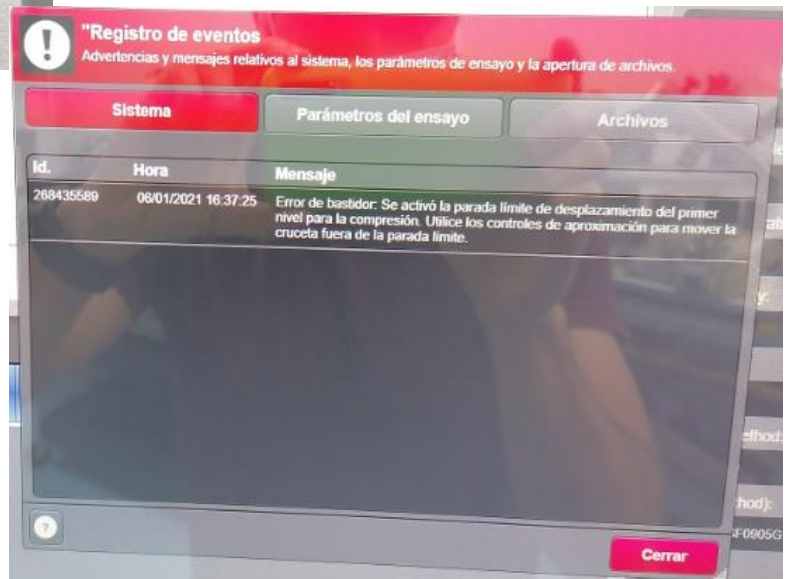 "Registro de eventos
Advertencias y mensajes relativos al sistema, los parámetros de ensayo y la apertura de archivos.
Sistema
Parámetros del ensayo
Archivos
Id.
Hora
Mensaje
268435589
06/01/2021 16:37:25
Error de bastidor: Se activó la parada límite de desplazamiento del primer
nivel para la compresión. Utilice los controles de aproximación para mover la
cruceta fuera de la parada límite.
?
Cerrar